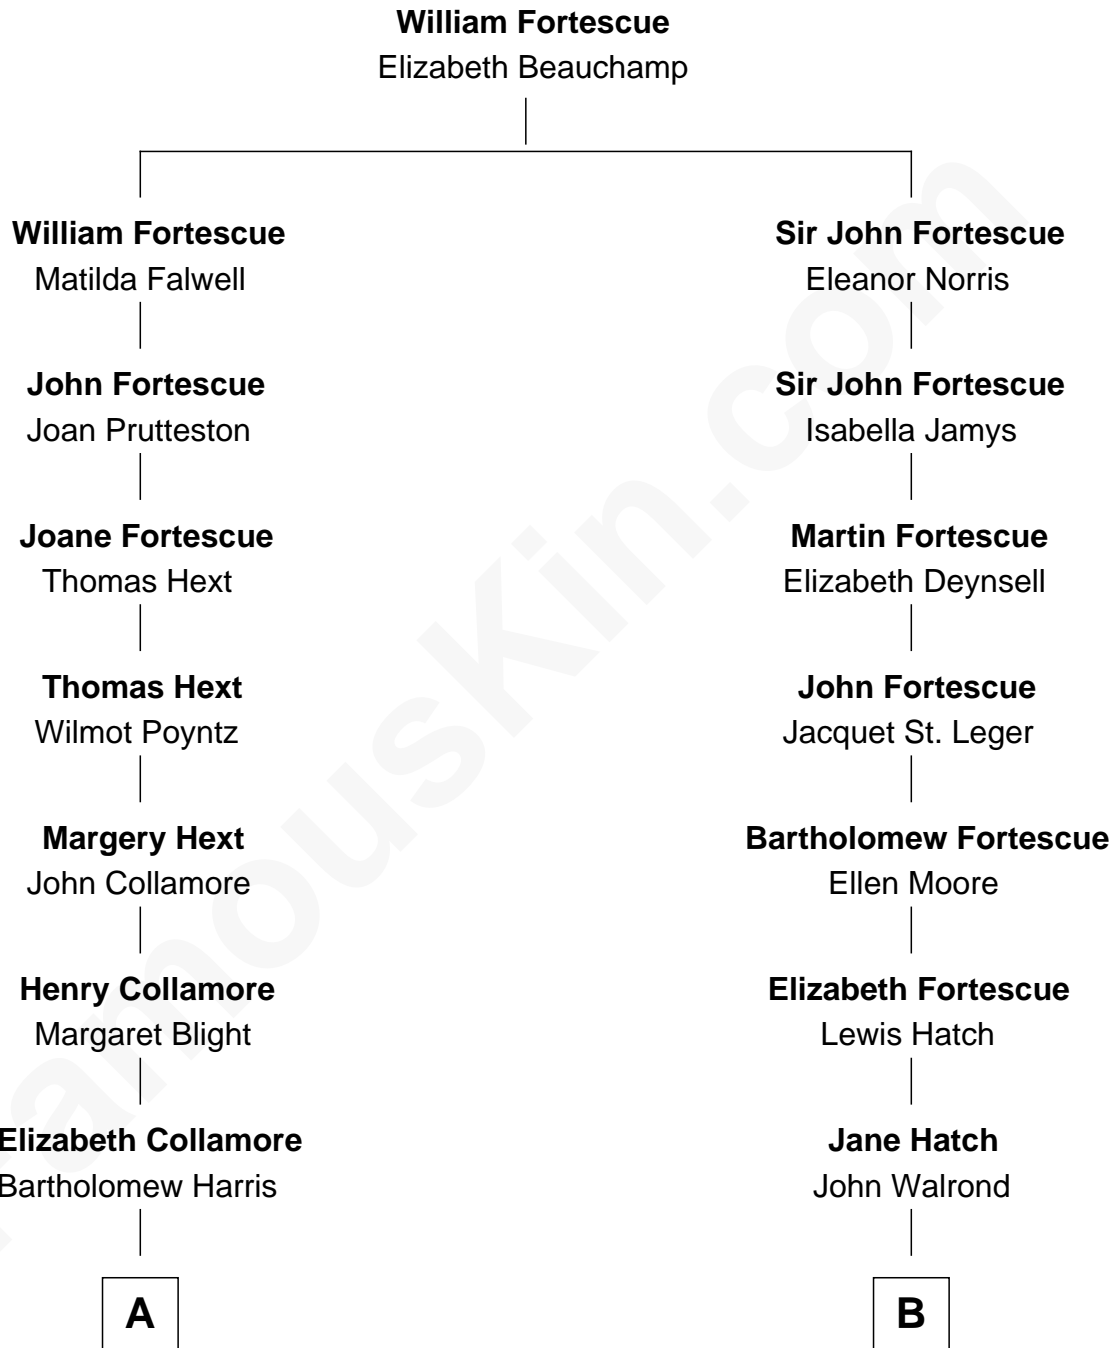 William Fortescue
Elizabeth Beauchamp
William Fortescue
Matilda Falwell
John Fortescue
Joan Prutteston
Joane Fortescue
Thomas Hext
Thomas Hext
Wilmot Poyntz
Margery Hext
John Collamore
Henry Collamore
Margaret Blight
Elizabeth Collamore
Bartholomew Harris
A
Sir John Fortescue
Eleanor Norris
Sir John Fortescue
Isabella Jamys
Martin Fortescue
Elizabeth Deynsell
John Fortescue
Jacquet St. Leger
Bartholomew Fortescue
Ellen Moore
Elizabeth Fortescue
Lewis Hatch
Jane Hatch
John Walrond
B
FamousKin.com